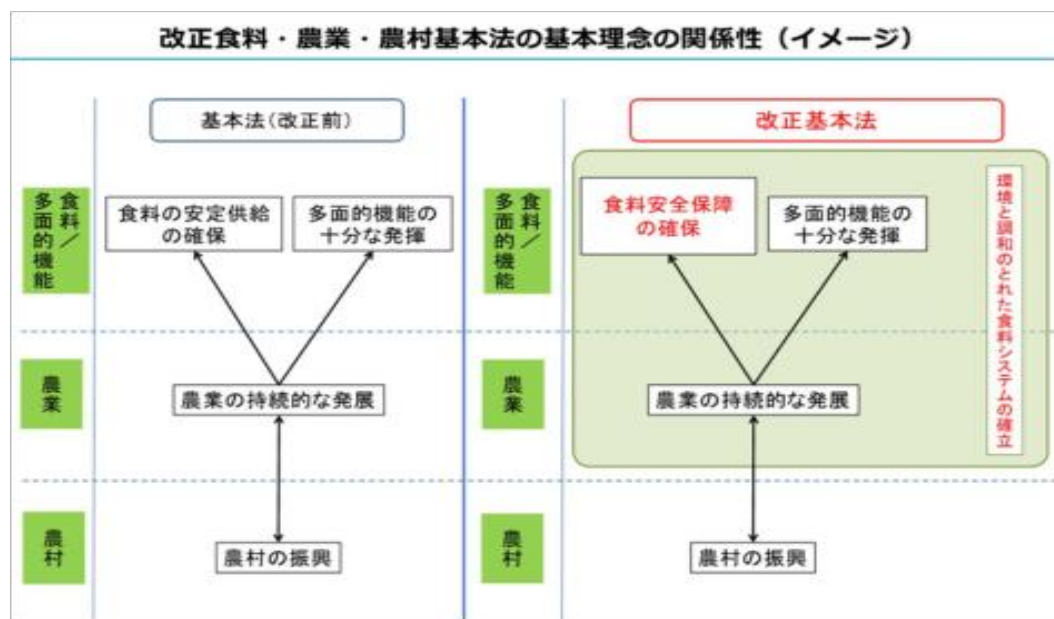 改正食料・農業・農村基本法の基本理念の関係性（イメージ）
基本法（改正前）
食料／
多面的機能
食料の安定供給
の確保
多面的機能の
十分な発揮
農業
農業の持続的な発展
農村
農村の振興
改正基本法
食料／
多面的機能
食料安全保障
の確保
多面的機能の
十分な発揮
環境と調和のとれた食料システムの確立
農業
農業の持続的な発展
農村
農村の振興